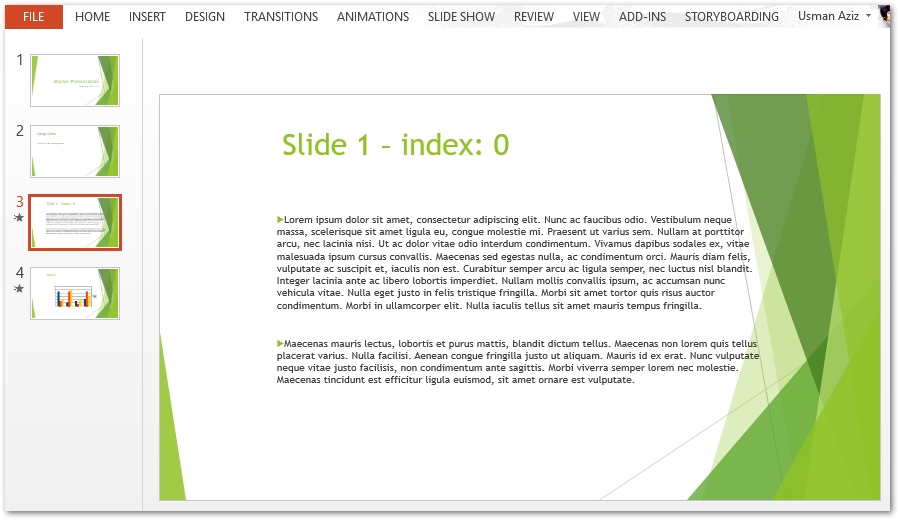 FILE HOME INSERT DESIGN TRANSITIONS ANIMATIONS SLIDE SHOW REVIEW VIEW ADD-INS STORYBOARDING Usman Aziz
1
2
3
4
Slide 1 – index: 0
Lorem ipsum dolor sit amet, consectetur adipiscing elit. Nunc ac faucibus odio. Vestibulum neque
massa, scelerisque sit amet ligula eu, congue molestie mi. Praesent ut varius sem. Nullam at porttitor
arcu, nec lacinia nisi. Ut ac dolor vitae odio interdum condimentum. Vivamus dapibus sodales ex, vitae
malesuada ipsum cursus convallis. Maecenas sed egestas nulla, ac condimentum orci. Mauris diam felis,
vulputate ac suscipit et, iaculis non est. Curabitur semper arcu ac ligula semper, nec luctus nisl blandit.
Integer lacinia ante ac libero lobortis imperdiet. Nullam mollis convallis ipsum, ac accumsan nunc
vehicula vitae. Nulla eget justo in felis tristique fringilla. Morbi sit amet tortor quis risus auctor
condimentum. Morbi in ullamcorper elit. Nulla iaculis tellus sit amet mauris tempus fringilla.
Maecenas mauris lectus, lobortis et purus mattis, blandit dictum tellus. Maecenas non lorem quis tellus
placerat varius. Nulla facilisi. Aenean congue fringilla justo ut aliquam. Mauris id ex erat. Nunc vulputate
neque vitae justo facilisis, non condimentum ante sagittis. Morbi viverra semper lorem nec molestie.
Maecenas tincidunt est efficitur ligula euismod, sit amet ornare est vulputate.